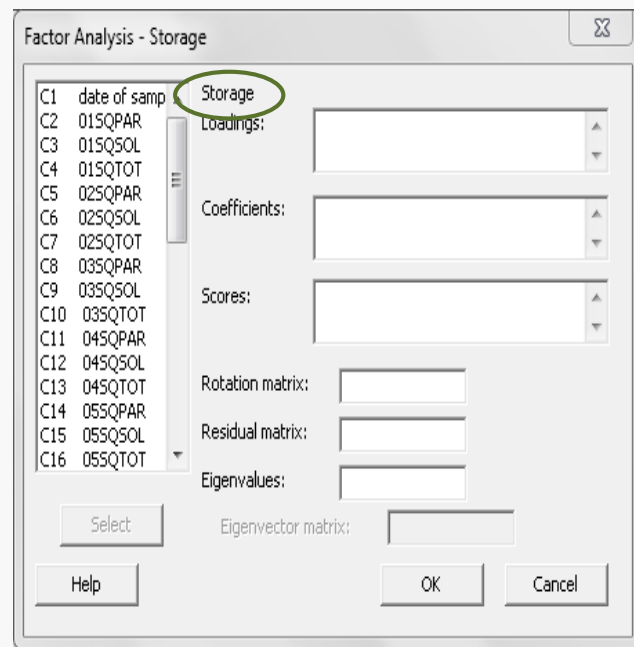 Factor Analysis - Storage
C1 date of samp
C2 01SQPAR
C3 01SQSOL
C4 01SQTOT
C5 02SQPAR
C6 02SQSOL
C7 02SQTOT
C8 03SQPAR
C9 03SQSOL
C10 03SQTOT
C11 04SQPAR
C12 04SQSOL
C13 04SQTOT
C14 05SQPAR
C15 05SQSOL
C16 05SQTOT
Storage
Loadings:
Coefficients:
Scores:
Rotation matrix:
Residual matrix:
Eigenvalues:
Eigenvector matrix:
Select
Help
OK
Cancel